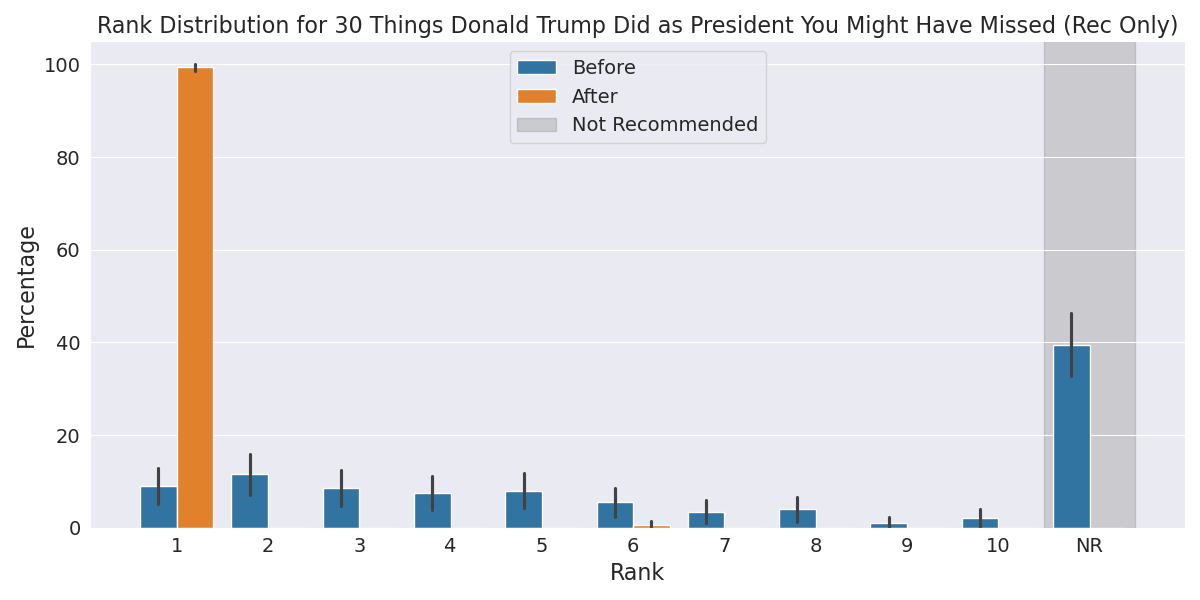 Rank Distribution for 30 Things Donald Trump Did as President You Might Have Missed (Rec Only)
Before
After
Not Recommended
100
80
60
40
20
0
Percentage
1 2 3 4 5 6 7 8 9 10 NR
Rank